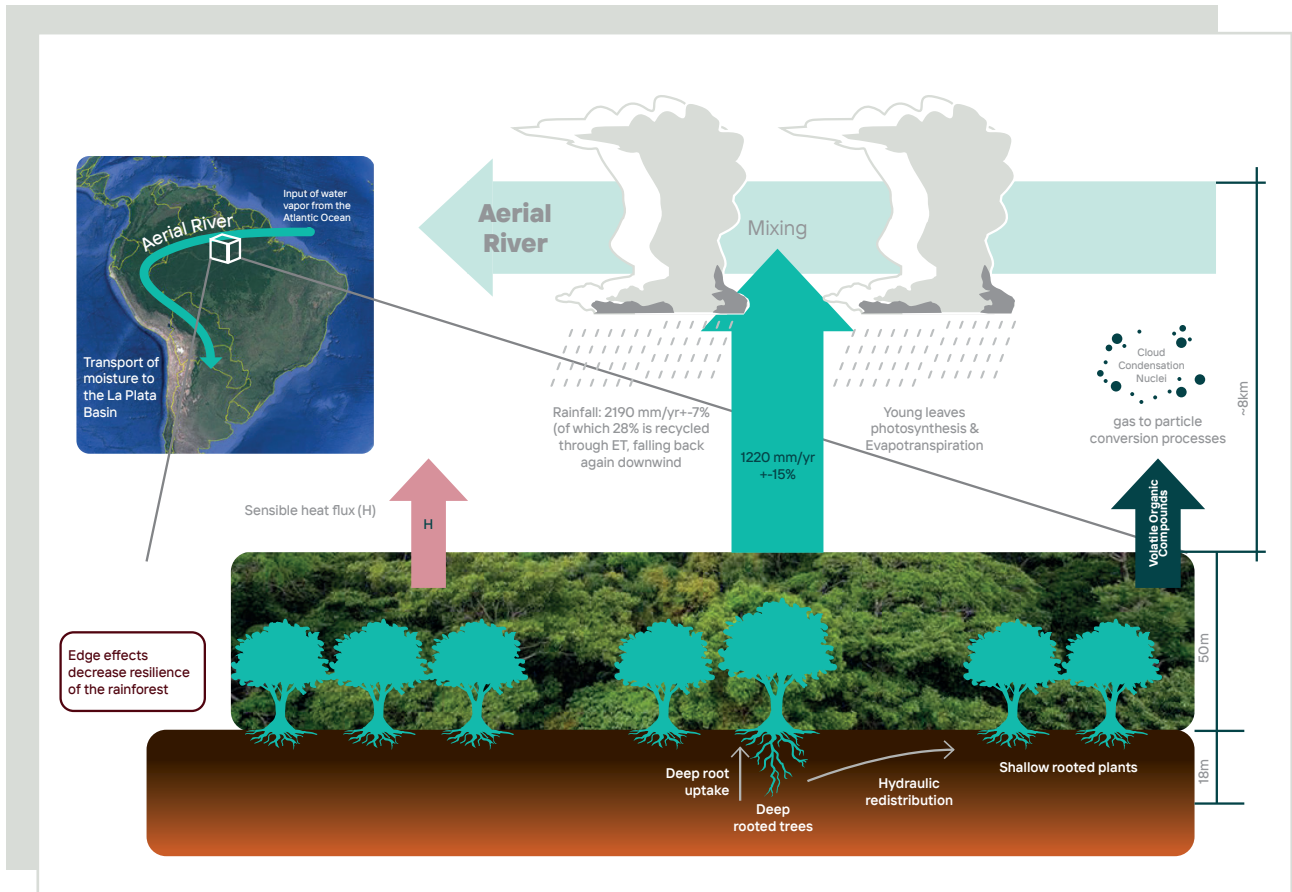 Input of water
vapor from the
Atlantic Ocean
Aerial River
Transport of
moisture to
the La Plata
Basin
Aerial
River
Mixing
Cloud
Condensation
Nuclei
gas to particle
conversion processes
~8km
Rainfall: 2190 mm/yr+-7%
(of which 28% is recycled
through ET, falling back
again downwind
1220 mm/yr
+-15%
Young leaves
photosynthesis &
Evapotranspiration
Sensible heat flux (H)
H
Volatile Organic
Compounds
Edge effects
decrease resilience
of the rainforest
50m
18m
Deep root
uptake
Deep
rooted trees
Hydraulic
redistribution
Shallow rooted plants